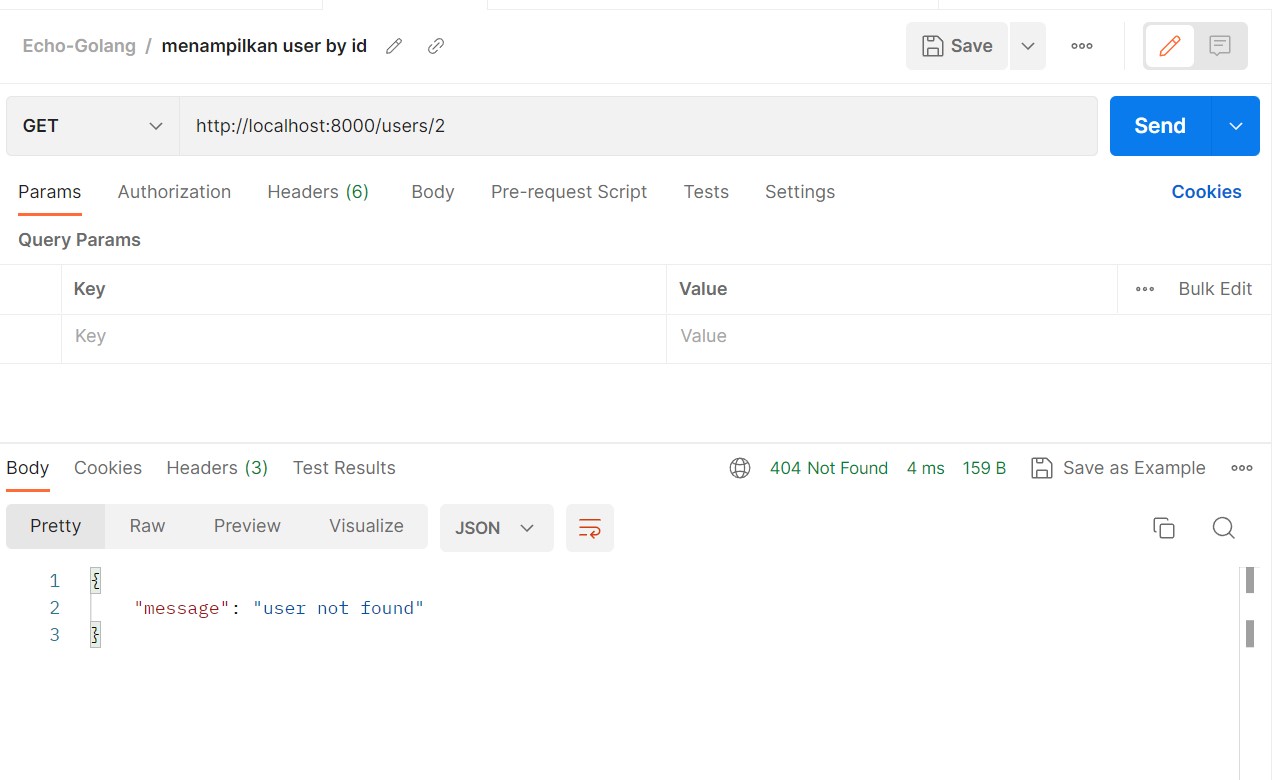 Echo-Golang / menampilkan user by id
Save
GET
http://localhost:8000/users/2
Send
Params Authorization Headers (6) Body Pre-request Script Tests Settings Cookies
Query Params
Key Value Bulk Edit
Key Value
Body Cookies Headers (3) Test Results 404 Not Found 4 ms 159 B Save as Example
Pretty Raw Preview Visualize JSON
1 {
2 "message": "user not found"
3 }